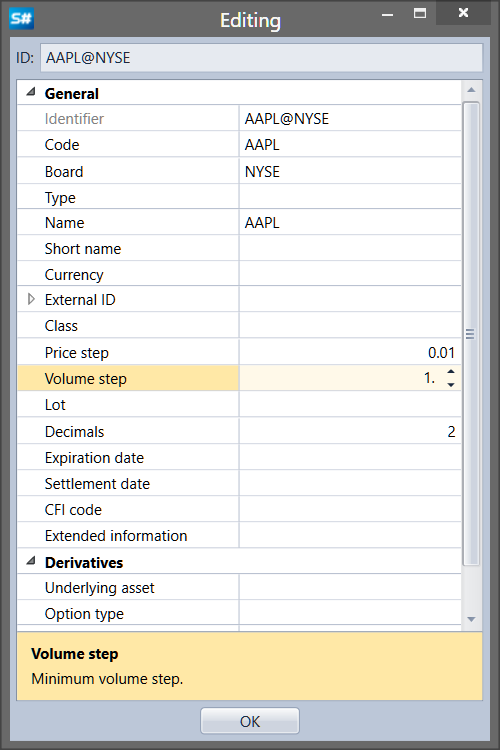 S# Editing
ID: AAPL@NYSE
General
Identifier AAPL@NYSE
Code AAPL
Board NYSE
Type
Name AAPL
Short name
Currency
External ID
Class
Price step 0.01
Volume step 1.
Lot
Decimals 2
Expiration date
Settlement date
CFI code
Extended information
Derivatives
Underlying asset
Option type
Volume step
Minimum volume step.
OK